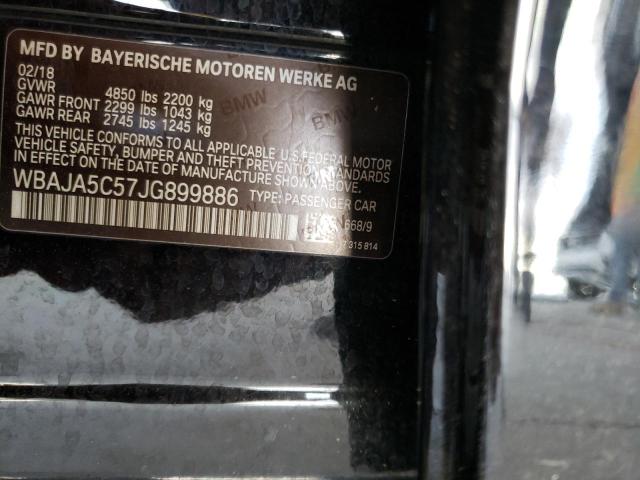 MFD BY BAYERISCHE MOTOREN WERKE AG
02/18
GVWR 4850 lbs 2200 kg
GAWR FRONT 2299 lbs 1043 kg
GAWR REAR 2745 lbs 1245 kg
THIS VEHICLE CONFORMS TO ALL APPLICABLE U.S. FEDERAL MOTOR
VEHICLE SAFETY, BUMPER AND THEFT PREVENTION STANDARDS
IN EFFECT ON THE DATE OF MANUFACTURE SHOWN ABOVE.
WBAJA5C57JG899886 TYPE: PASSENGER CAR
668/9
7 315 814
BMW
BMW